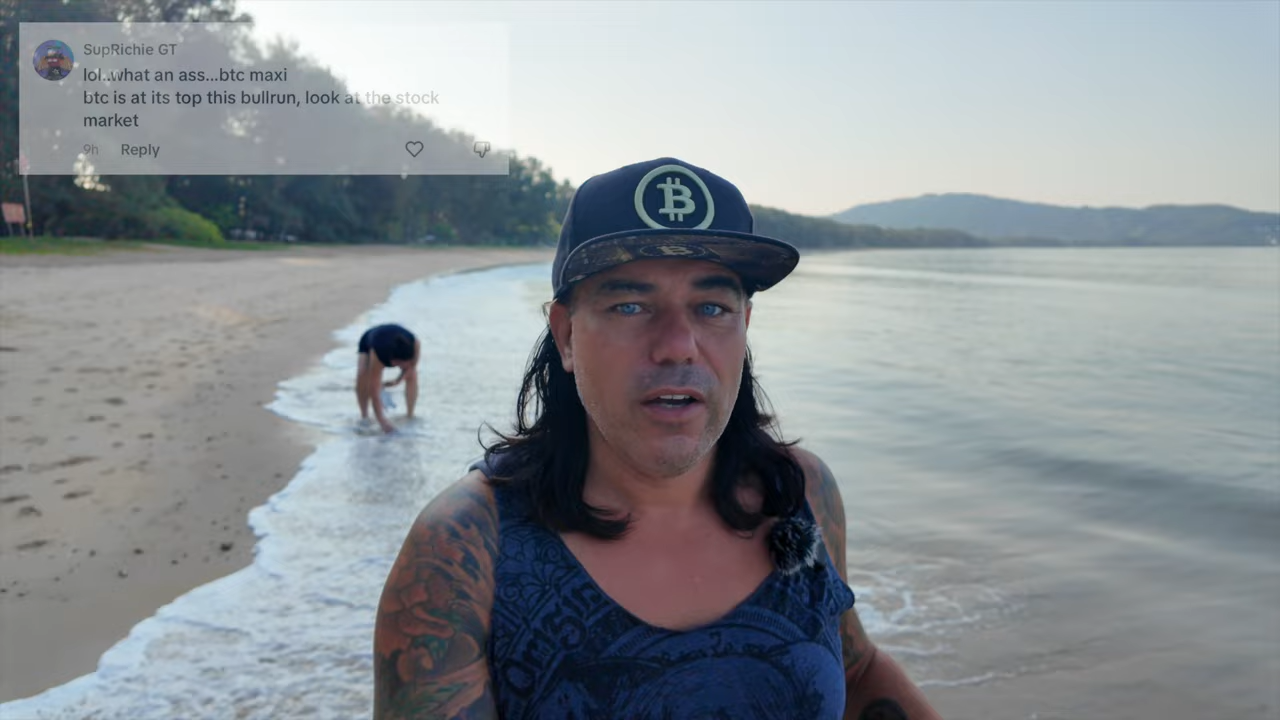 SupRichie GT
lol..what an ass...btc maxi
btc is at its top this bullrun, look at the stock
market
9h Reply